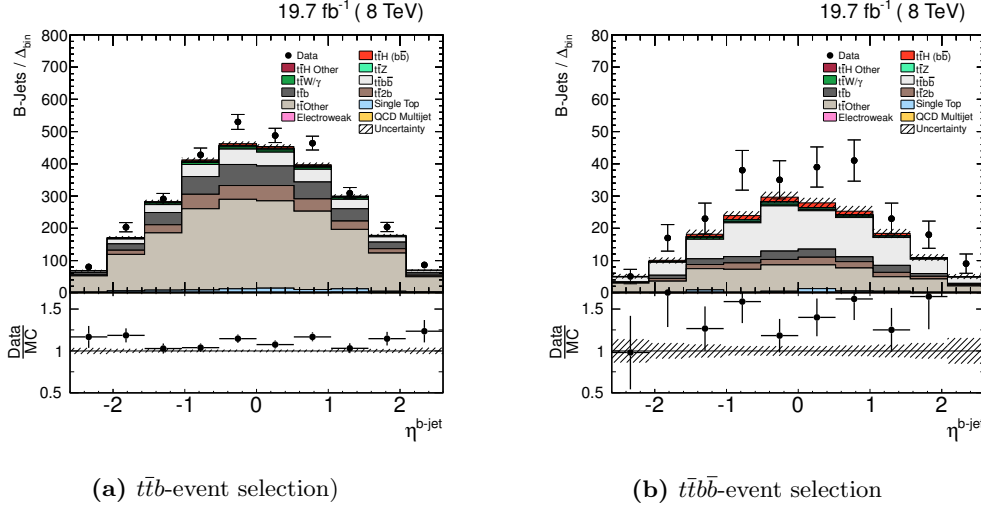 19.7 fb⁻¹ ( 8 TeV)
B-Jets / Δbin
800
700
600
500
400
300
200
100
0
Data
tt̄H (bb̄)
tt̄H Other
tt̄Z
tt̄W/γ
tt̄bb̄
tt̄b
tt̄2b
tt̄Other
Single Top
Electroweak
QCD Multijet
Uncertainty
Data
MC
1.5
1
0.5
-2 -1 0 1 2
η b-jet
(a) tt̄b-event selection)
19.7 fb⁻¹ ( 8 TeV)
B-Jets / Δbin
80
70
60
50
40
30
20
10
0
Data
tt̄H (bb̄)
tt̄H Other
tt̄Z
tt̄W/γ
tt̄bb̄
tt̄b
tt̄2b
tt̄Other
Single Top
Electroweak
QCD Multijet
Uncertainty
Data
MC
1.5
1
0.5
-2 -1 0 1 2
η b-jet
(b) tt̄bb̄-event selection